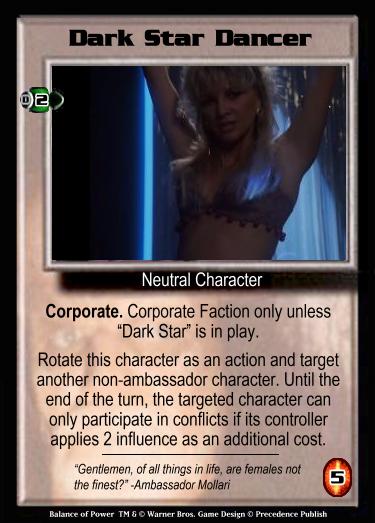 Dark Star Dancer
D 2
Neutral Character
Corporate. Corporate Faction only unless
“Dark Star” is in play.
Rotate this character as an action and target
another non-ambassador character. Until the
end of the turn, the targeted character can
only participate in conflicts if its controller
applies 2 influence as an additional cost.
“Gentlemen, of all things in life, are females not
the finest?” -Ambassador Mollari
5
Balance of Power TM & © Warner Bros. Game Design © Precedence Publish